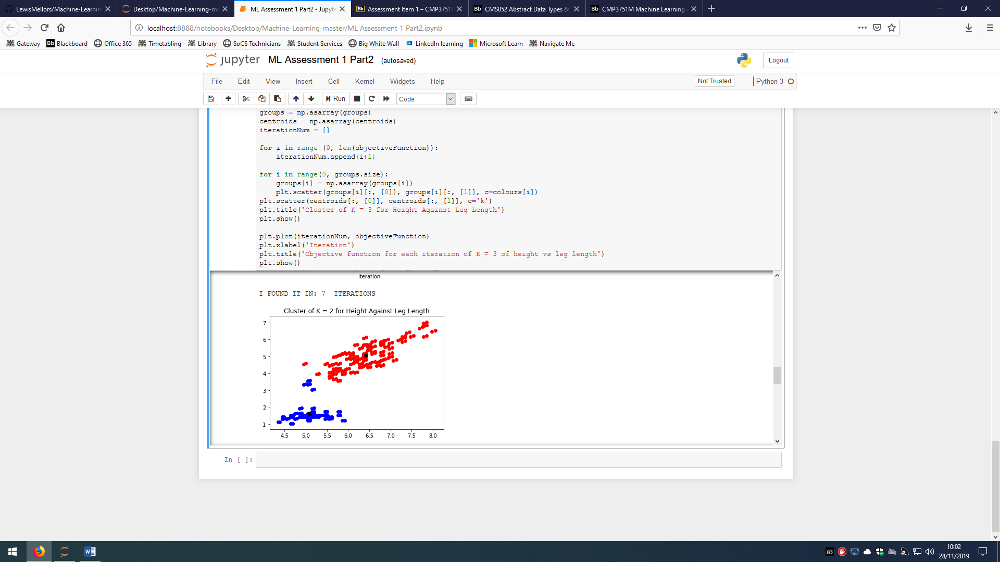 LewisMellors/Machine-Learnin
Desktop/Machine-Learning-ma
ML Assessment 1 Part2 - Jupyte
Bb Assessment Item 1 – CMP3751M
Bb CMS052 Abstract Data Types &
Bb CMP3751M Machine Learning
localhost:8888/notebooks/Desktop/Machine-Learning-master/ML Assessment 1 Part2.ipynb
Gateway Bb Blackboard Office 365 Timetabling Library SoCS Technicians Student Services Big White Wall LinkedIn learning Microsoft Learn Navigate Me
jupyter ML Assessment 1 Part2 (autosaved) Logout
File Edit View Insert Cell Kernel Widgets Help Not Trusted Python 3
Run Code
groups = np.asarray(groups)
centroids = np.asarray(centroids)
iterationNum = []
for i in range (0, len(objectiveFunction)):
    iterationNum.append(i+1)
for i in range(0, groups.size):
    groups[i] = np.asarray(groups[i])
    plt.scatter(groups[i][:, [0]], groups[i][:, [1]], c=colours[i])
plt.scatter(centroids[:, [0]], centroids[:, [1]], c='k')
plt.title('Cluster of K = 3 for Height Against Leg Length')
plt.show()
plt.plot(iterationNum, objectiveFunction)
plt.xlabel('Iteration')
plt.title('Objective function for each iteration of K = 3 of height vs leg length')
plt.show()
Iteration
I FOUND IT IN: 7 ITERATIONS
Cluster of K = 2 for Height Against Leg Length
7
6
5
4
3
2
1
4.5 5.0 5.5 6.0 6.5 7.0 7.5 8.0
In [ ]:
SSD
10:02
28/11/2019